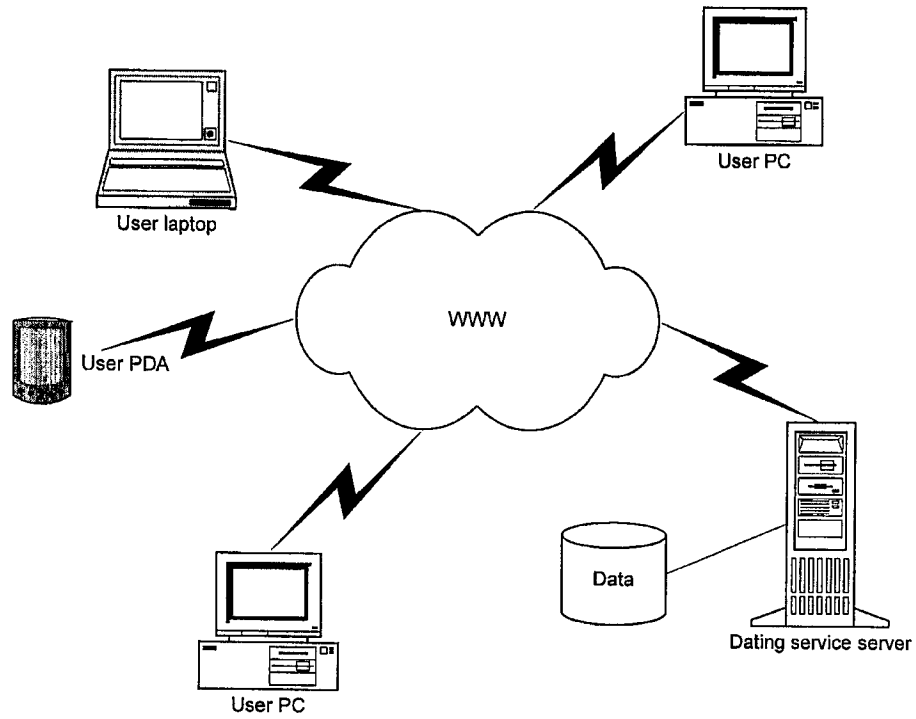 User PC
User laptop
WWW
User PDA
Data
Dating service server
User PC